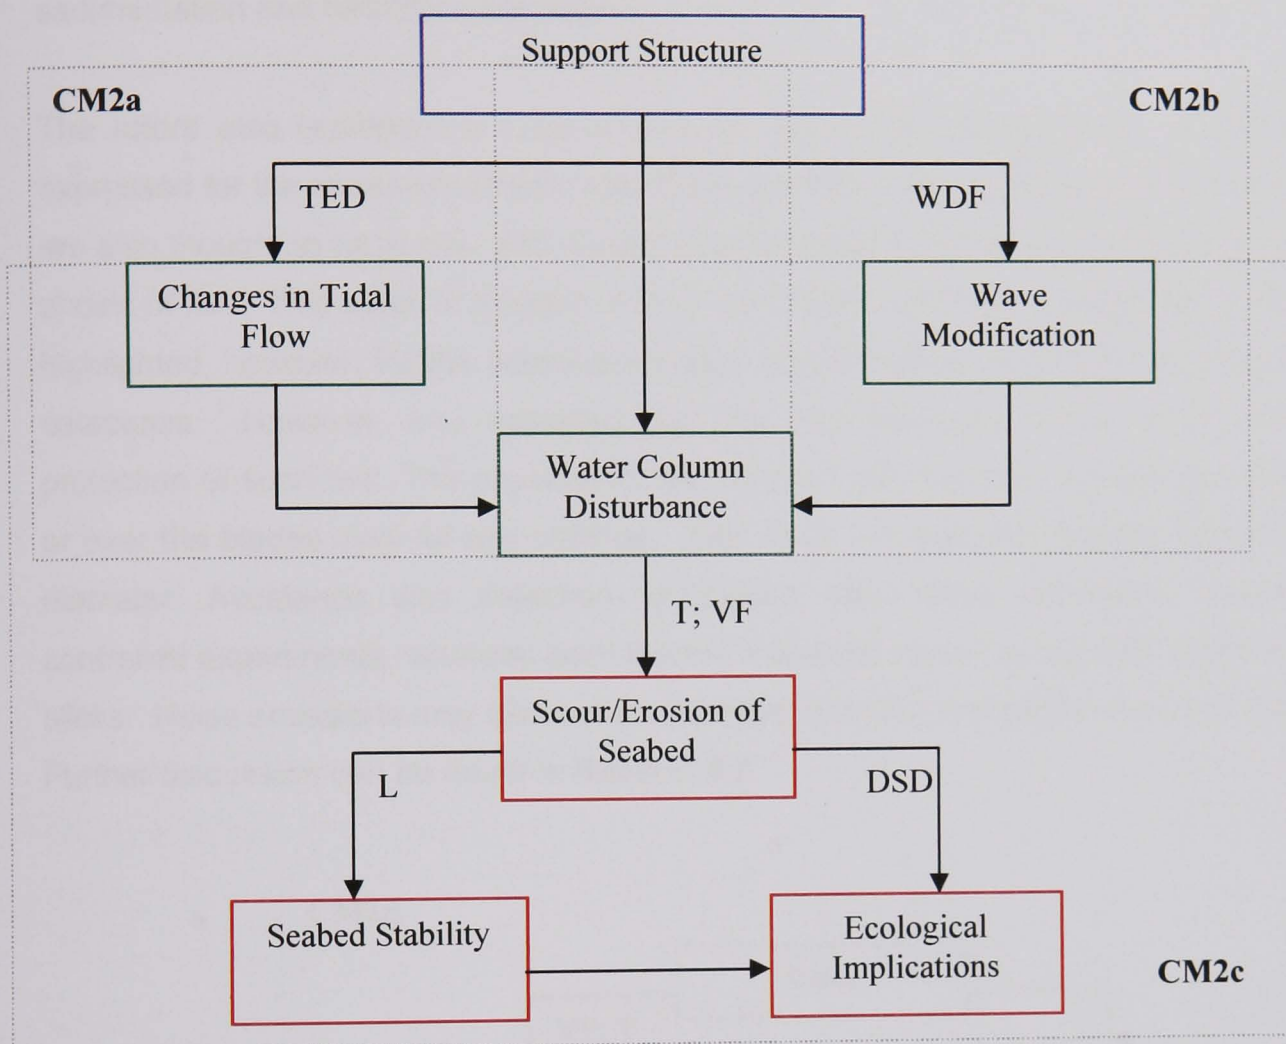 Support Structure
CM2a
CM2b
TED
WDF
Changes in Tidal
Flow
Wave
Modification
Water Column
Disturbance
T; VF
Scour/Erosion of
Seabed
L
DSD
Seabed Stability
Ecological
Implications
CM2c